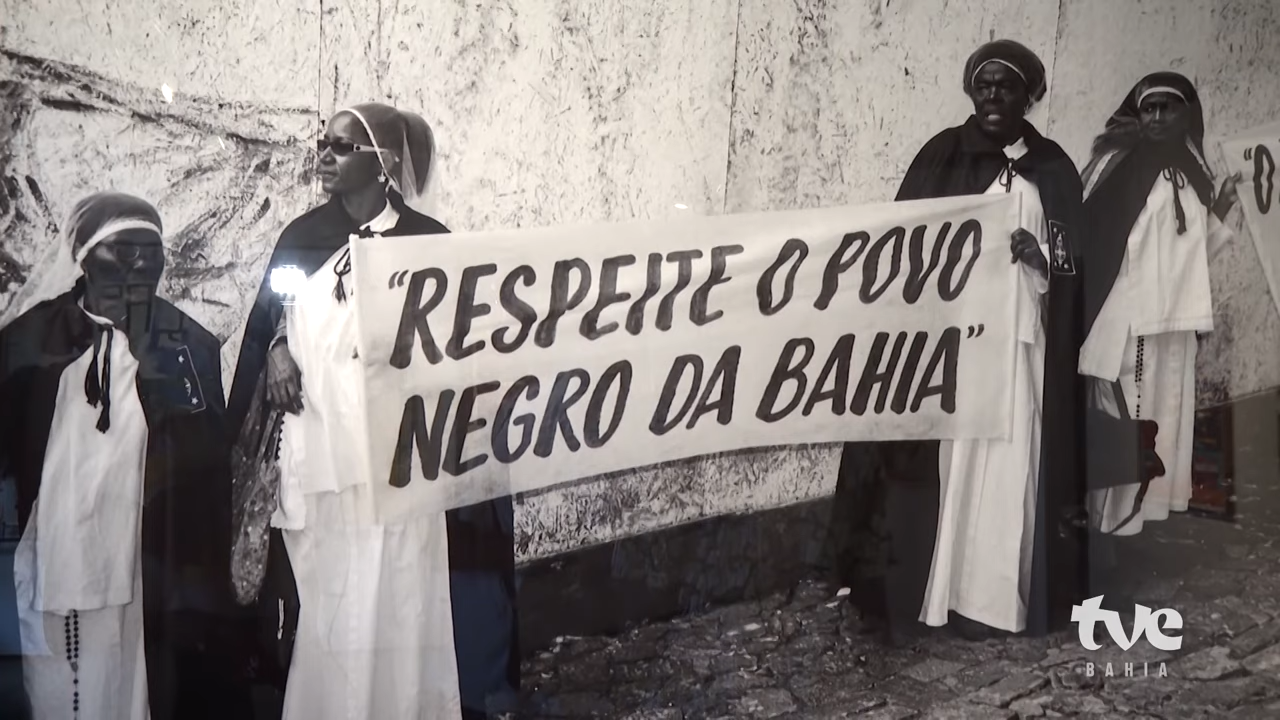 "RESPEITE O POVO
NEGRO DA BAHIA"
"O
tve
BAHIA